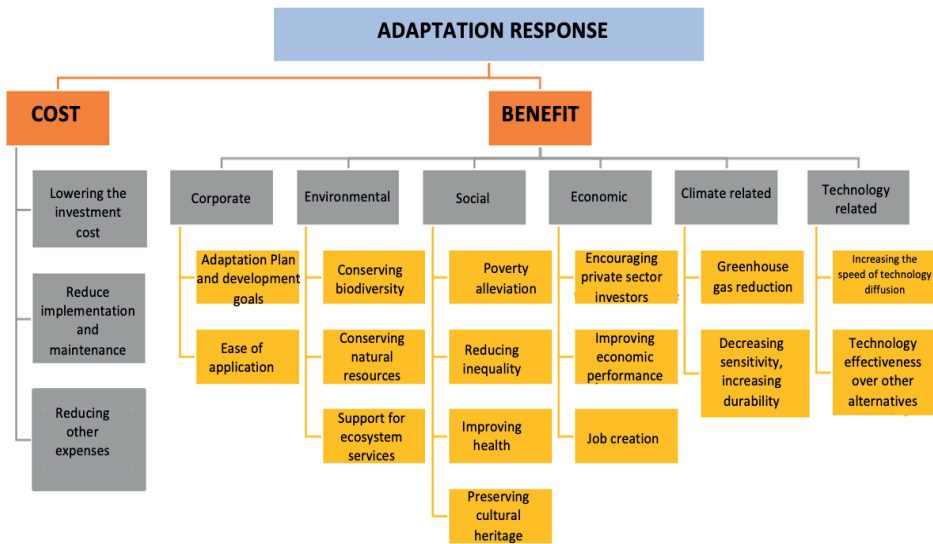 ADAPTATION RESPONSE
COST
BENEFIT
Lowering the
investment
cost
Reduce
implementation
and
maintenance
Reducing
other
expenses
Corporate
Adaptation Plan
and development
goals
Ease of
application
Environmental
Conserving
biodiversity
Conserving
natural
resources
Support for
ecosystem
services
Social
Poverty
alleviation
Reducing
inequality
Improving
health
Preserving
cultural
heritage
Economic
Encouraging
private sector
investors
Improving
economic
performance
Job creation
Climate related
Greenhouse
gas reduction
Decreasing
sensitivity,
increasing
durability
Technology
related
Increasing the
speed of technology
diffusion
Technology
effectiveness
over other
alternatives